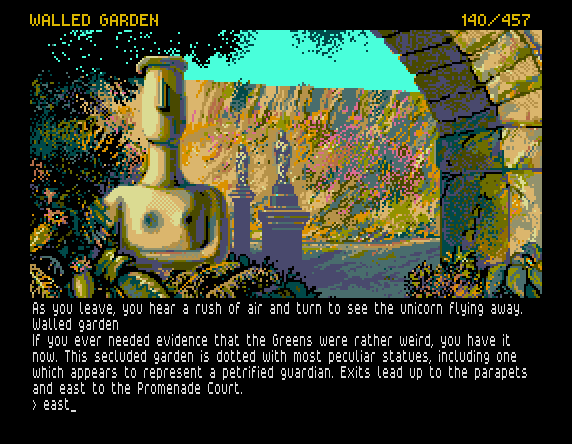 WALLED GARDEN 140/457
As you leave, you hear a rush of air and turn to see the unicorn flying away.
Walled garden
If you ever needed evidence that the Greens were rather weird, you have it
now. This secluded garden is dotted with most peculiar statues, including one
which appears to represent a petrified guardian. Exits lead up to the parapets
and east to the Promenade Court.
> east_